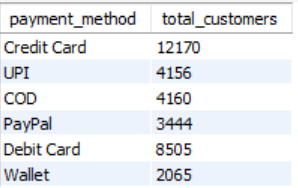 payment_method total_customers
Credit Card 12170
UPI 4156
COD 4160
PayPal 3444
Debit Card 8505
Wallet 2065